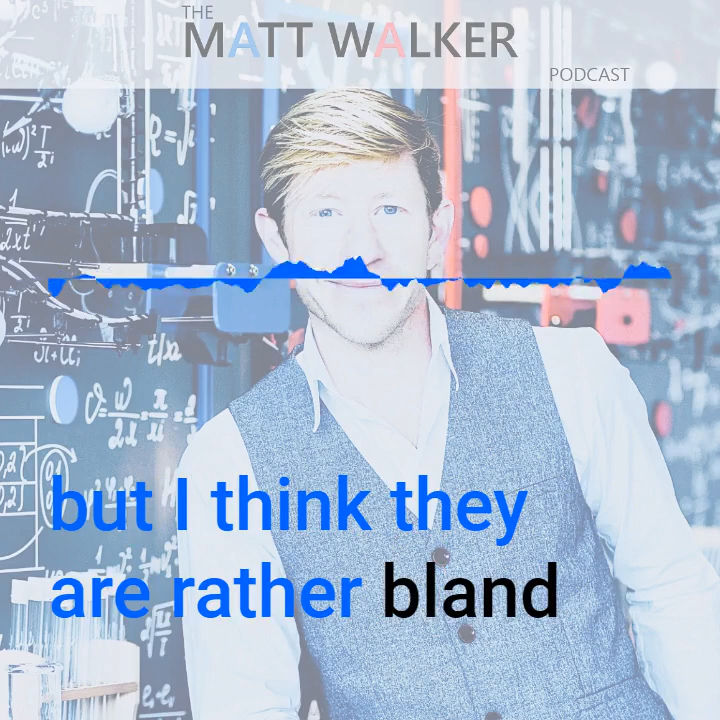 THE
MATT WALKER
PODCAST
but I think they
are rather bland